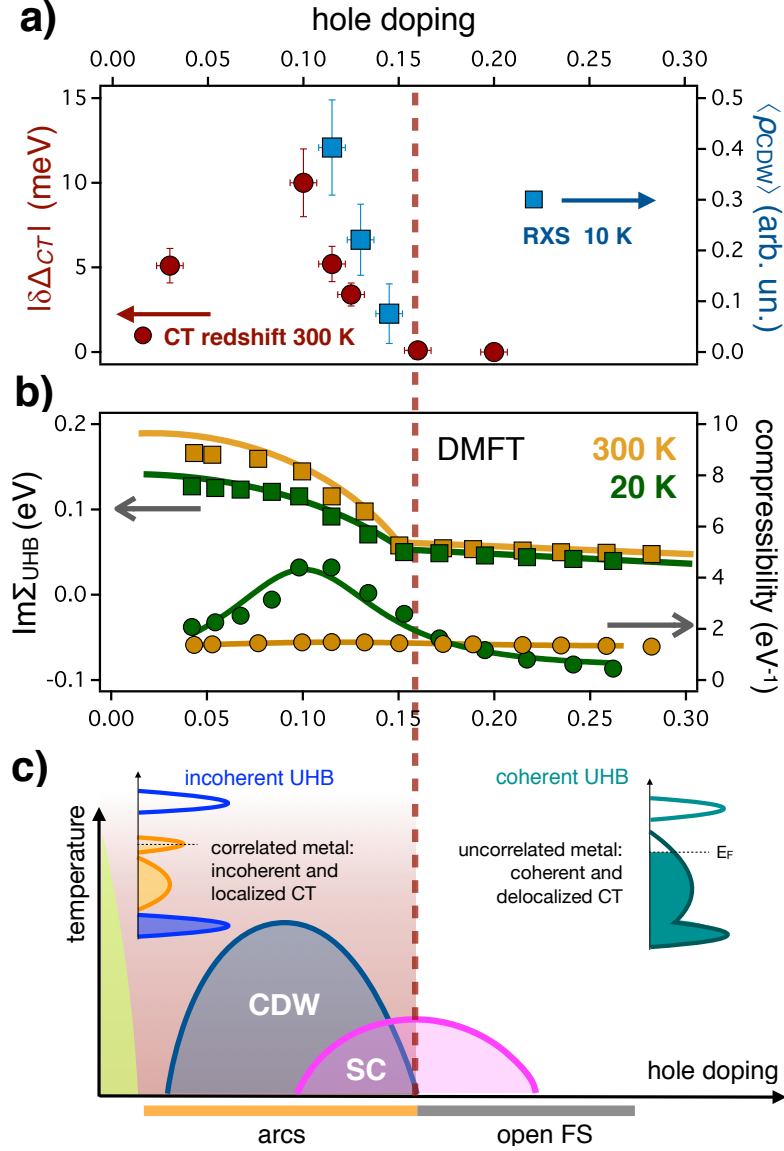 a)
hole doping
0.00 0.05 0.10 0.15 0.20 0.25 0.30
15
10
5
0
|δΔCT| (meV)
0.5
0.4
0.3
0.2
0.1
0.0
⟨ρCDW⟩ (arb. un.)
RXS 10 K
CT redshift 300 K
b)
0.2
0.1
0.0
-0.1
ImΣUHB (eV)
DMFT
300 K
20 K
10
8
6
4
2
0
compressibility (eV-1)
0.00 0.05 0.10 0.15 0.20 0.25 0.30
c)
temperature
incoherent UHB
correlated metal:
incoherent and
localized CT
coherent UHB
uncorrelated metal:
coherent and
delocalized CT
EF
CDW
SC
hole doping
arcs
open FS